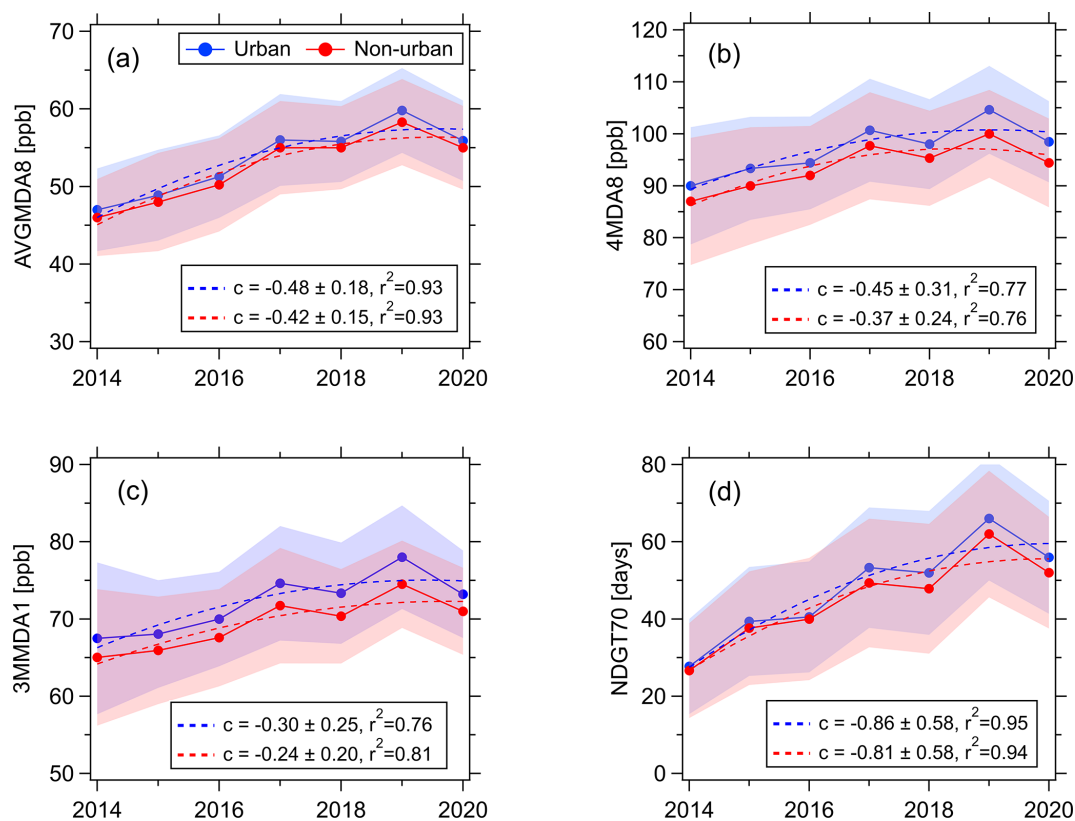 (a)
Urban
Non-urban
AVGMDA8 [ppb]
70
60
50
40
30
c = -0.48 ± 0.18, r²=0.93
c = -0.42 ± 0.15, r²=0.93
2014 2016 2018 2020
(b)
4MDA8 [ppb]
120
110
100
90
80
70
60
c = -0.45 ± 0.31, r²=0.77
c = -0.37 ± 0.24, r²=0.76
2014 2016 2018 2020
(c)
3MMDA1 [ppb]
90
80
70
60
50
c = -0.30 ± 0.25, r²=0.76
c = -0.24 ± 0.20, r²=0.81
2014 2016 2018 2020
(d)
NDGT70 [days]
80
60
40
20
0
c = -0.86 ± 0.58, r²=0.95
c = -0.81 ± 0.58, r²=0.94
2014 2016 2018 2020